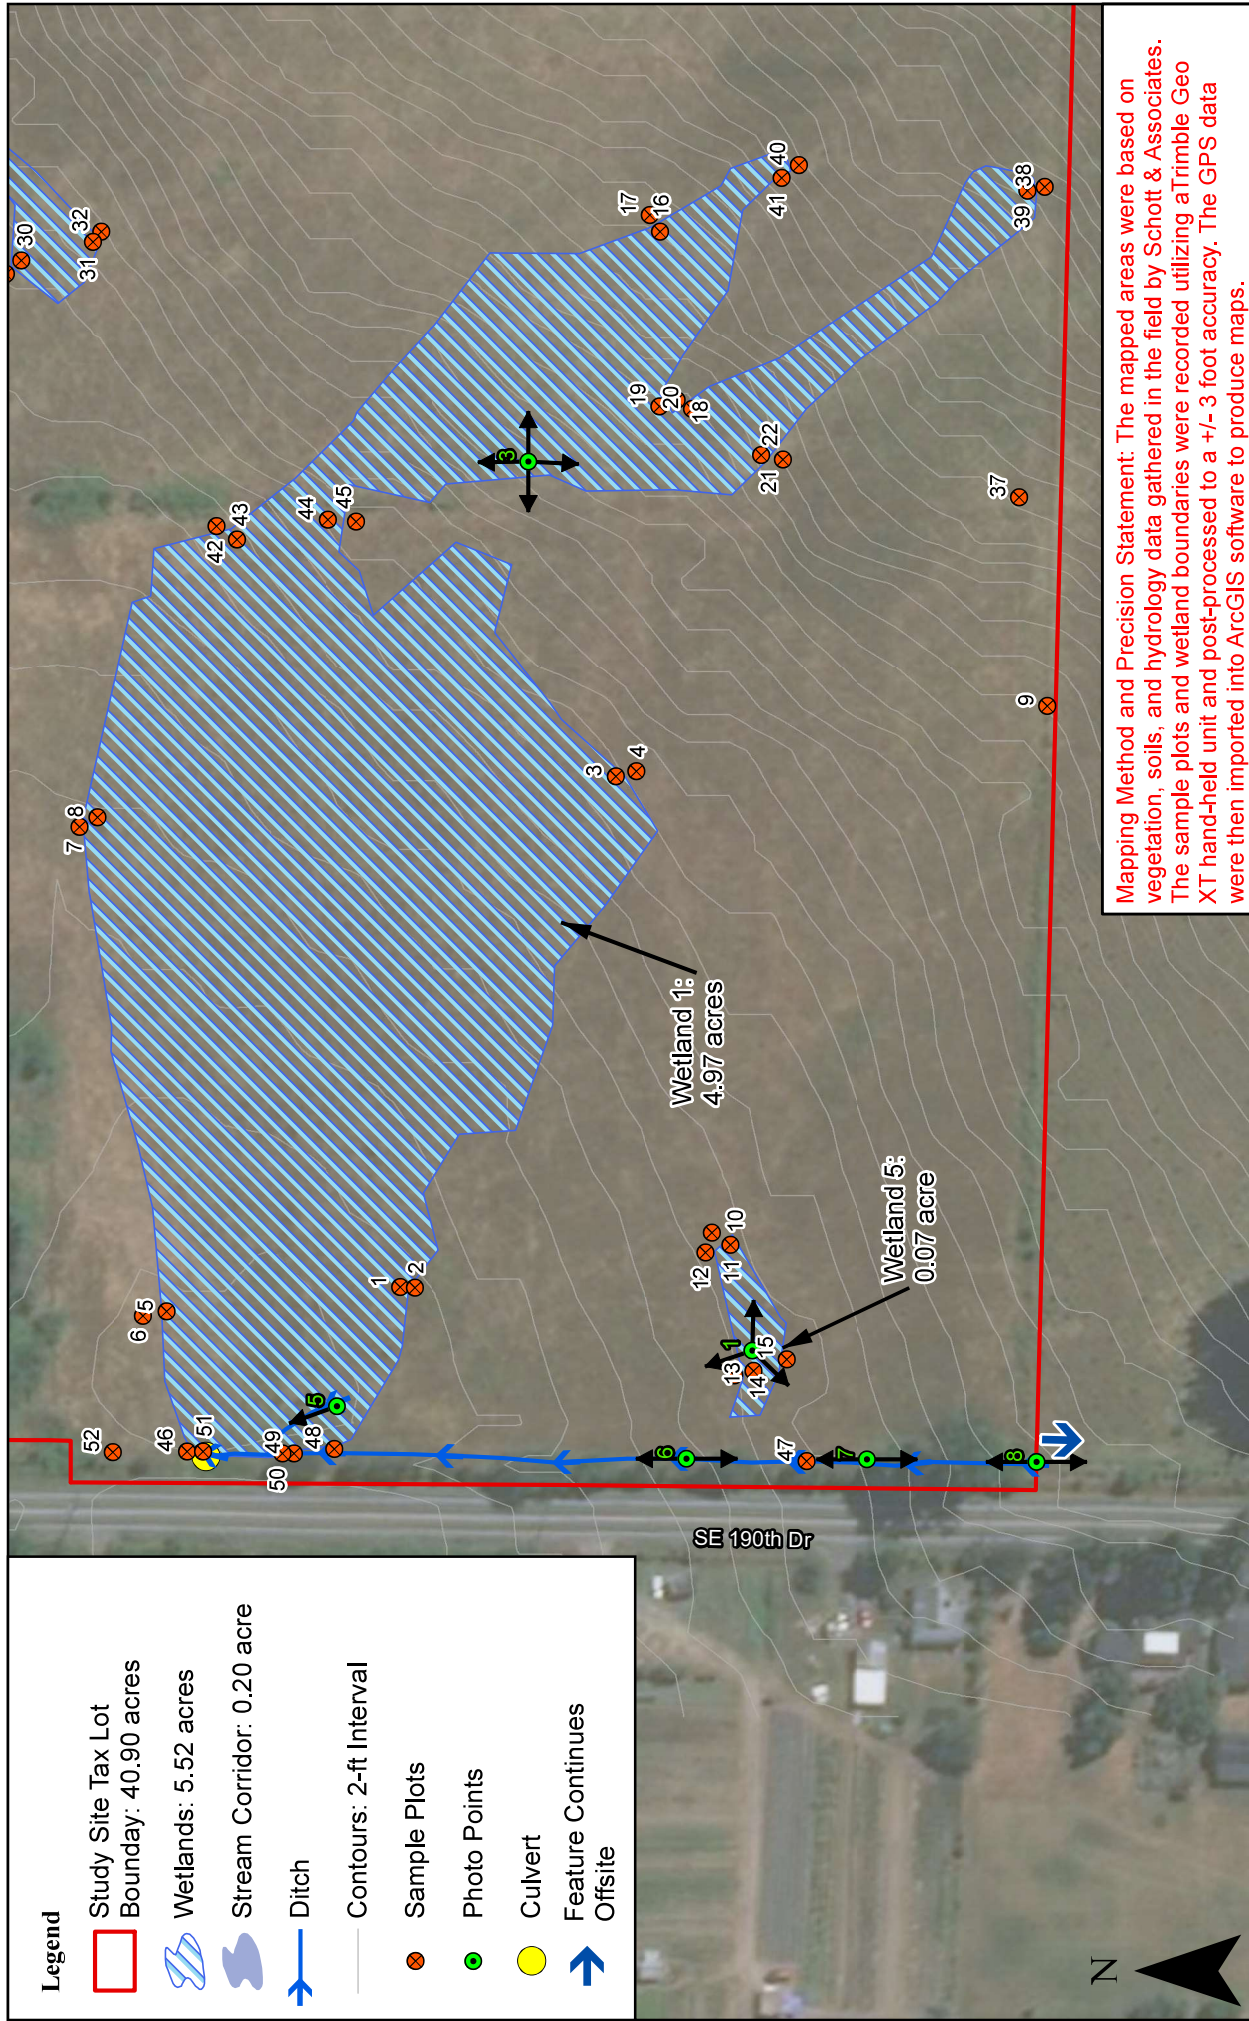 Legend
Study Site Tax Lot
Bounday: 40.90 acres
Wetlands: 5.52 acres
Stream Corridor: 0.20 acre
Ditch
Contours: 2-ft Interval
Sample Plots
Photo Points
Culvert
Feature Continues
Offsite
N
SE 190th Dr
52
46
51
50
49
48
5
6
5
1
2
7
8
3
4
42
43
44
45
3
30
31
32
17
16
19
20
18
21
22
40
41
39
38
37
9
12
11
10
1
13
14
15
6
47
7
8
Wetland 1:
4.97 acres
Wetland 5:
0.07 acre
Mapping Method and Precision Statement: The mapped areas were based on
vegetation, soils, and hydrology data gathered in the field by Schott & Associates.
The sample plots and wetland boundaries were recorded utilizing aTrimble Geo
XT hand-held unit and post-processed to a +/- 3 foot accuracy. The GPS data
were then imported into ArcGIS software to produce maps.